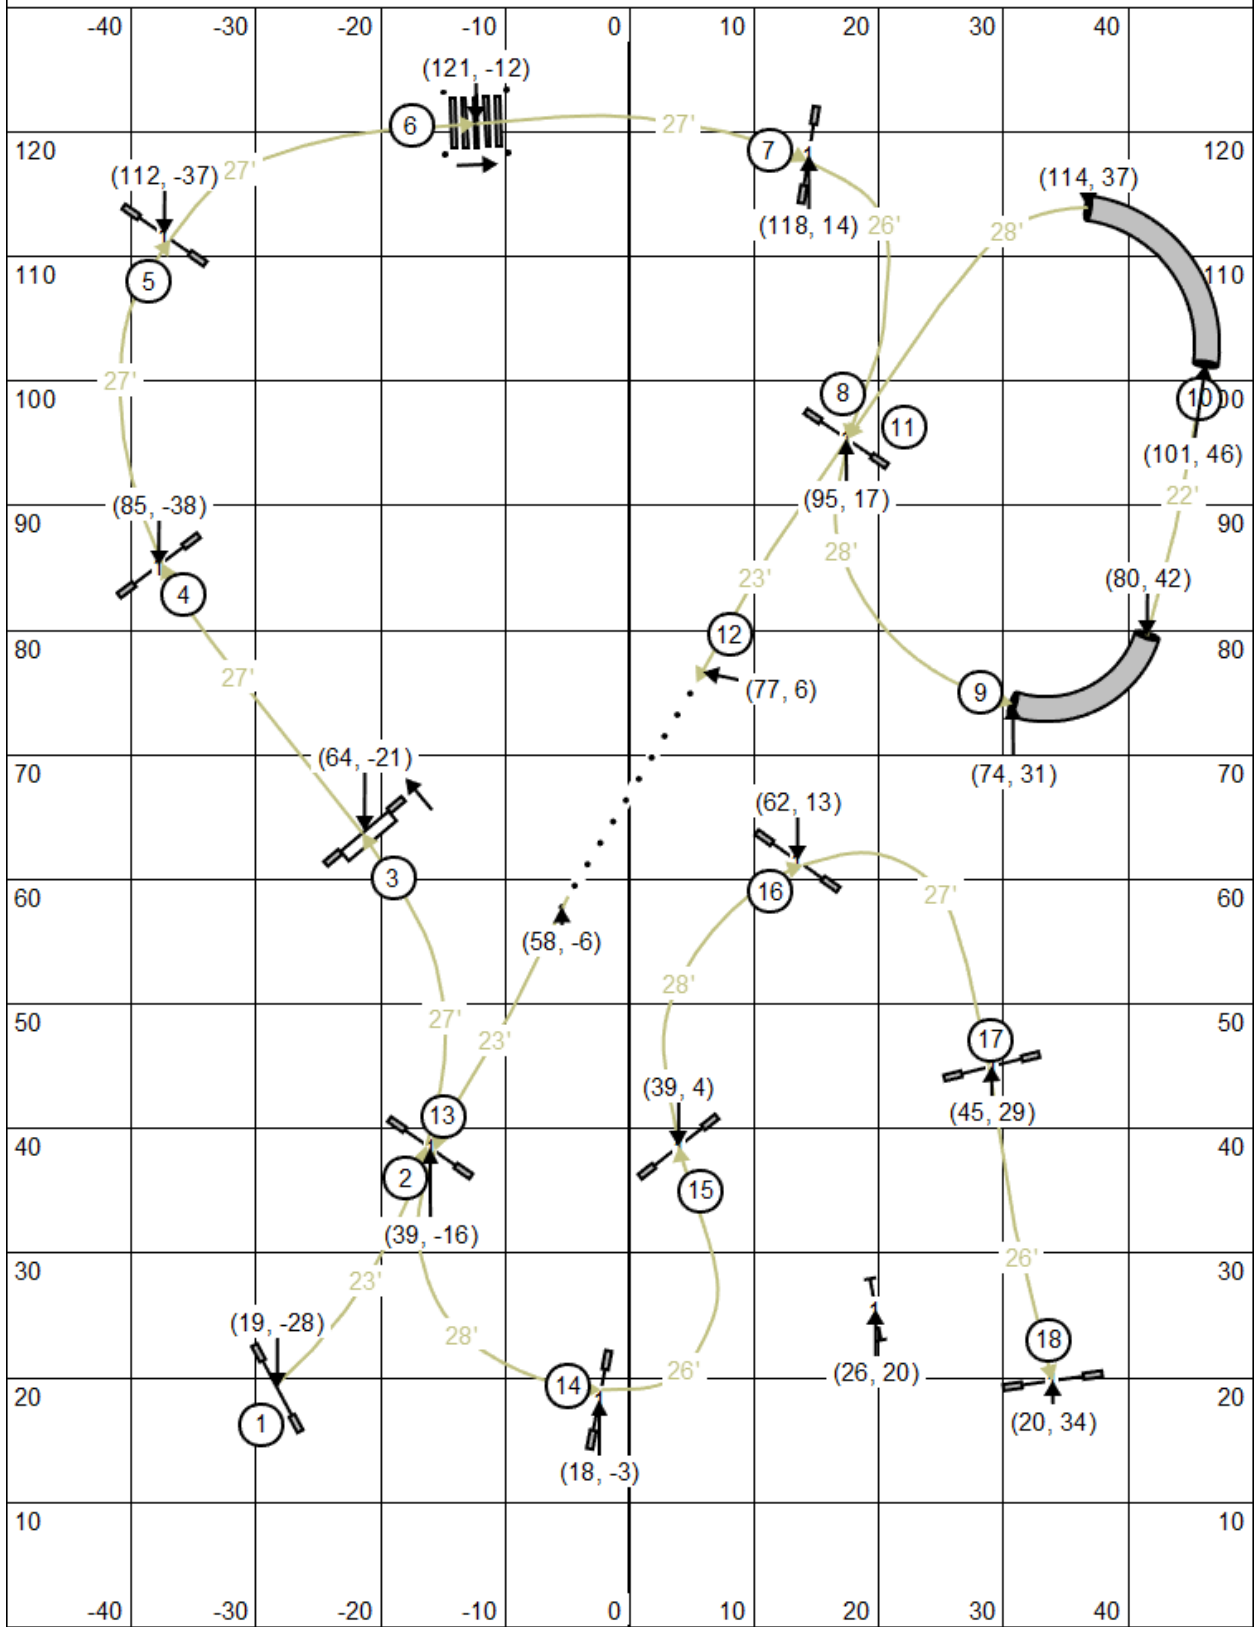 -40 -30 -20 -10 0 10 20 30 40
(121, -12)
6 27' 7
120 120
(112, -37) 27' (114, 37)
(118, 14) 26' 28'
5 110 110
27' 8 10 100 100
11
(101, 46)
(85, -38) (95, 17) 22'
90 90
4 28' (80, 42)
23'
12
80 80
27' (77, 6) 9
(64, -21) (74, 31)
70 70
(62, 13)
3 16 27'
60 60
(58, -6)
28'
50 27' 23' 17 50
(39, 4) (45, 29)
13
40 40
2 15
(39, -16)
30 23' 26' 30
(19, -28) 28' 18
14 26' (26, 20)
20 20
1 (20, 34)
(18, -3)
10 10
-40 -30 -20 -10 0 10 20 30 40